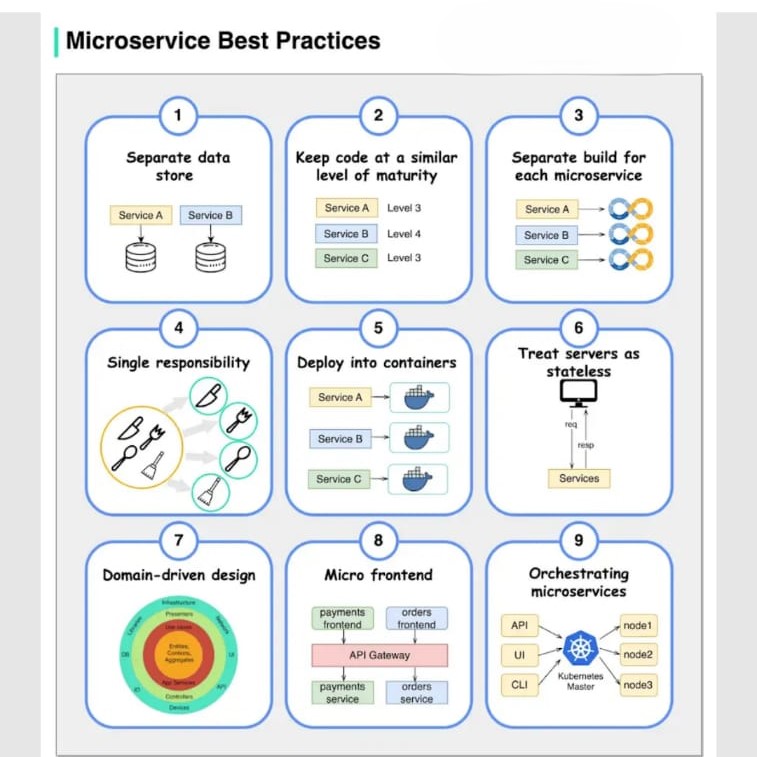 Microservice Best Practices
1
Separate data
store
Service A
Service B
2
Keep code at a similar
level of maturity
Service A Level 3
Service B Level 4
Service C Level 3
3
Separate build for
each microservice
Service A
Service B
Service C
4
Single responsibility
5
Deploy into containers
Service A
Service B
Service C
6
Treat servers as
stateless
req
resp
Services
7
Domain-driven design
Infrastructure
Presenters
Use cases
Entities,
Contexts,
Aggregates
App Services
Controllers
Devices
Libraries
Network
DB
UI
IO
API
8
Micro frontend
payments
frontend
orders
frontend
API Gateway
payments
service
orders
service
9
Orchestrating
microservices
API
UI
CLI
Kubernetes
Master
node1
node2
node3